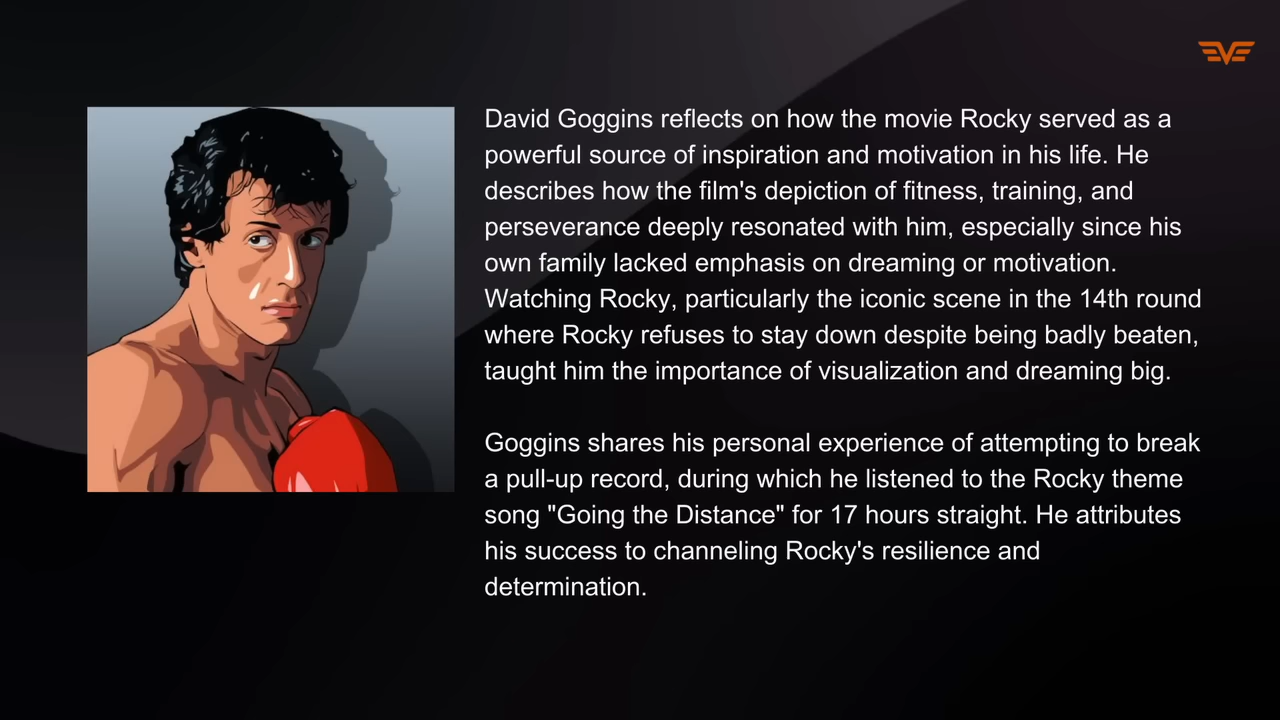 David Goggins reflects on how the movie Rocky served as a
powerful source of inspiration and motivation in his life. He
describes how the film's depiction of fitness, training, and
perseverance deeply resonated with him, especially since his
own family lacked emphasis on dreaming or motivation.
Watching Rocky, particularly the iconic scene in the 14th round
where Rocky refuses to stay down despite being badly beaten,
taught him the importance of visualization and dreaming big.
Goggins shares his personal experience of attempting to break
a pull-up record, during which he listened to the Rocky theme
song "Going the Distance" for 17 hours straight. He attributes
his success to channeling Rocky's resilience and
determination.